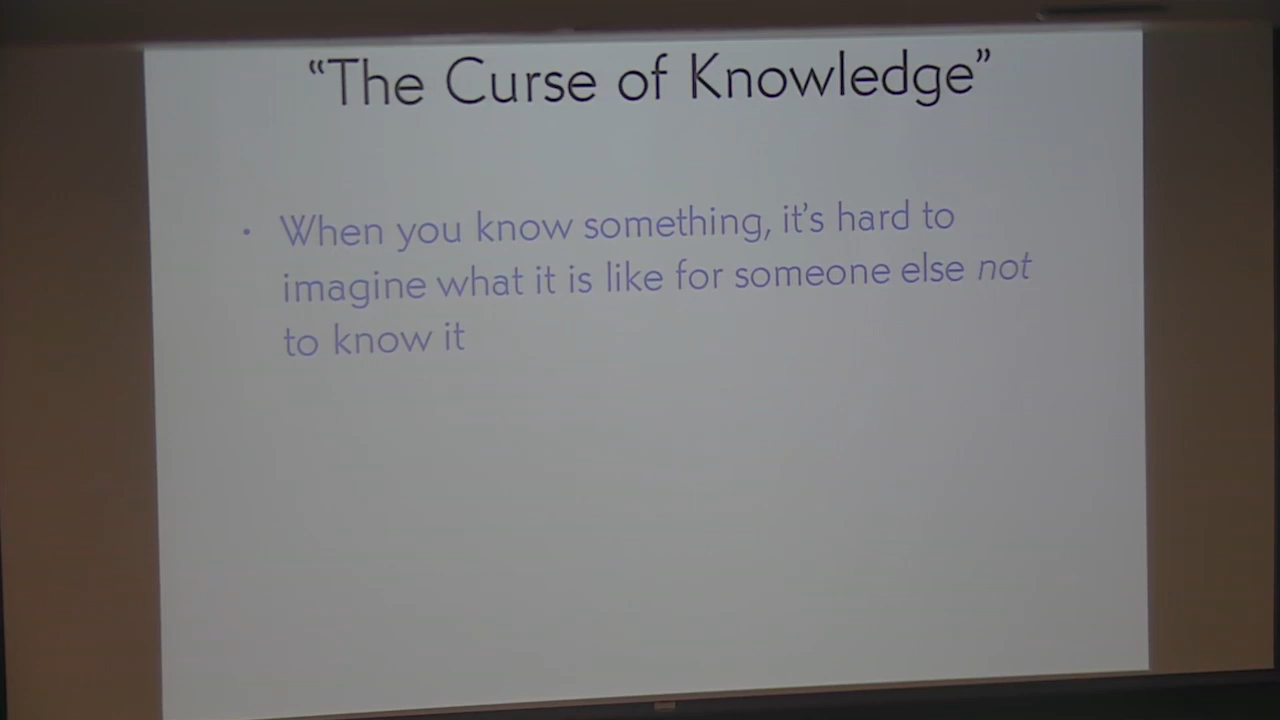 “The Curse of Knowledge”
• When you know something, it’s hard to
imagine what it is like for someone else not
to know it